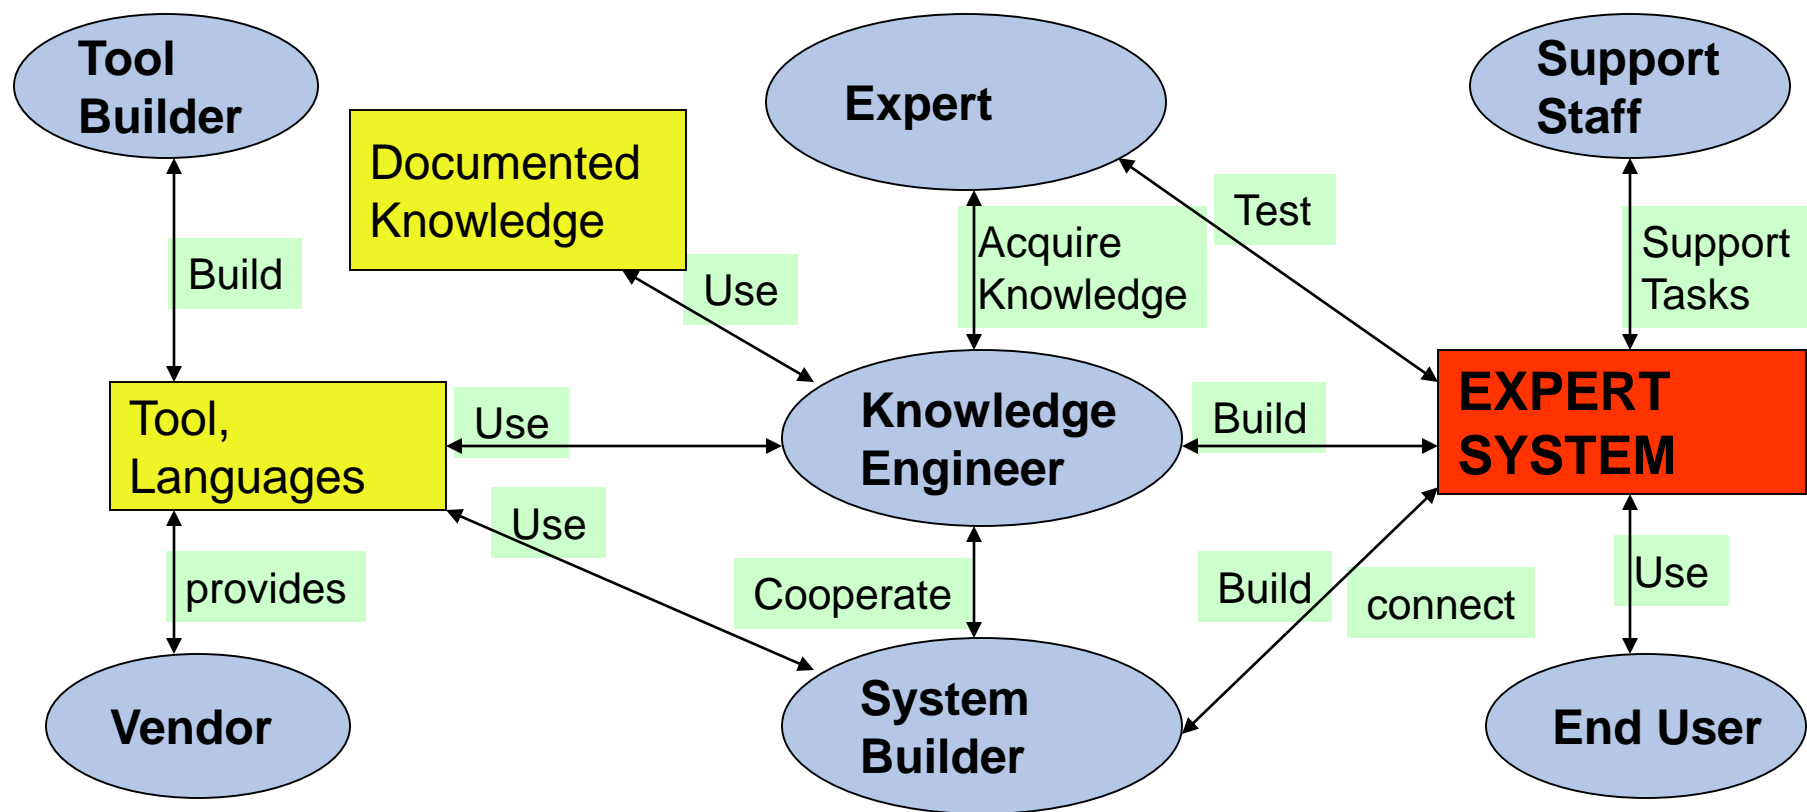 Tool
Builder
Expert
Support
Staff
Documented
Knowledge
Test
Build
Use
Acquire
Knowledge
Support
Tasks
Tool,
Languages
Use
Knowledge
Engineer
Build
EXPERT
SYSTEM
Use
provides
Cooperate
Build
connect
Use
Vendor
System
Builder
End User